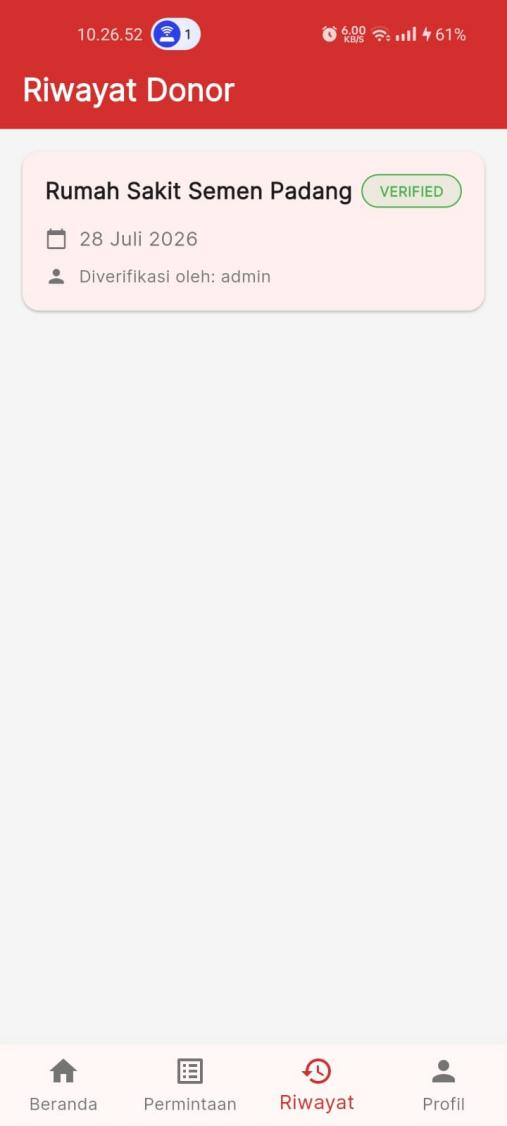 10.26.52 1 6.00 KB/S 61%
Riwayat Donor
Rumah Sakit Semen Padang VERIFIED
28 Juli 2026
Diverifikasi oleh: admin
Beranda Permintaan Riwayat Profil